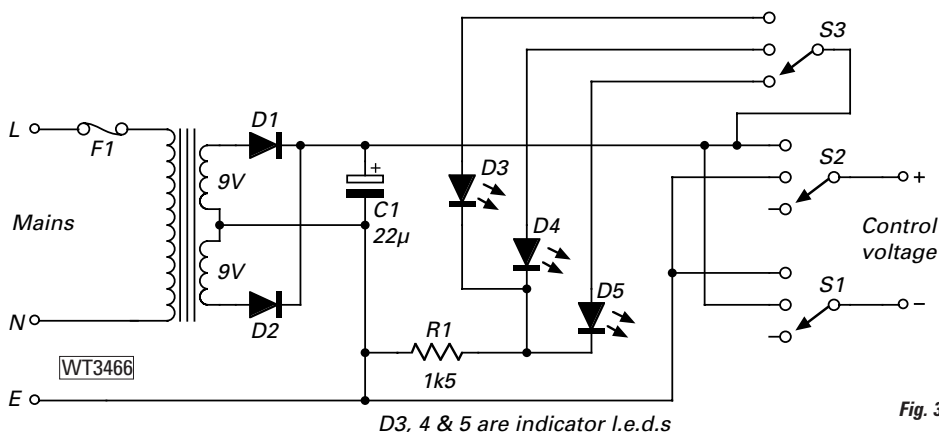 S3
L
F1
D1
9V
Mains
9V
D2
N
WT3466
E
+
C1
22µ
D3
D4
D5
R1
1k5
S2
+
Control
voltage
S1
–
D3, 4 & 5 are indicator l.e.d.s
Fig. 3